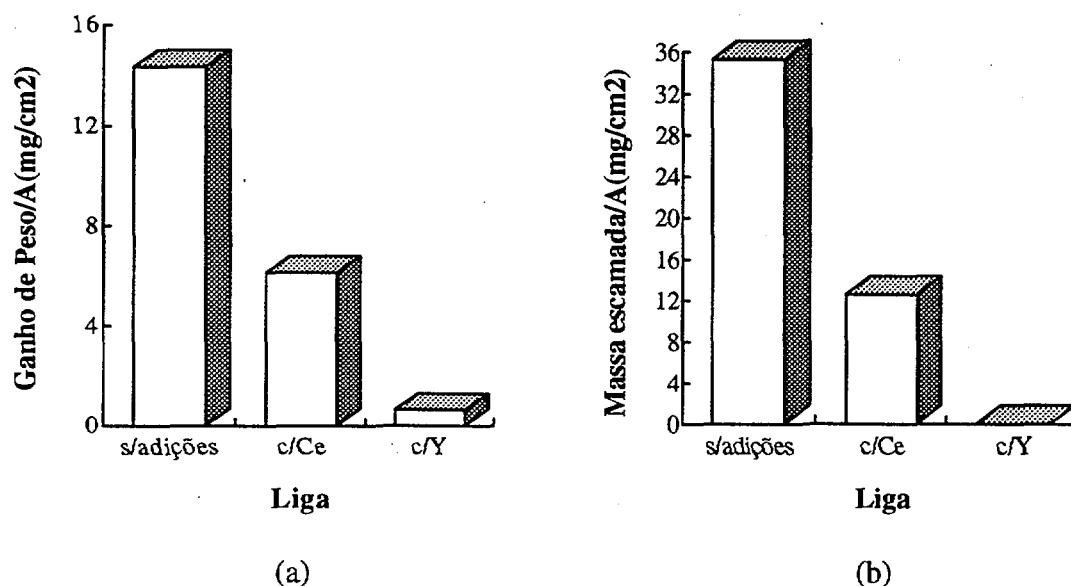 Ganho de Peso/A(mg/cm2)
16
12
8
4
0
s/adições c/Ce c/Y
Liga
(a)
Massa escamada/A(mg/cm2)
36
32
28
24
20
16
12
8
4
0
s/adições c/Ce c/Y
Liga
(b)